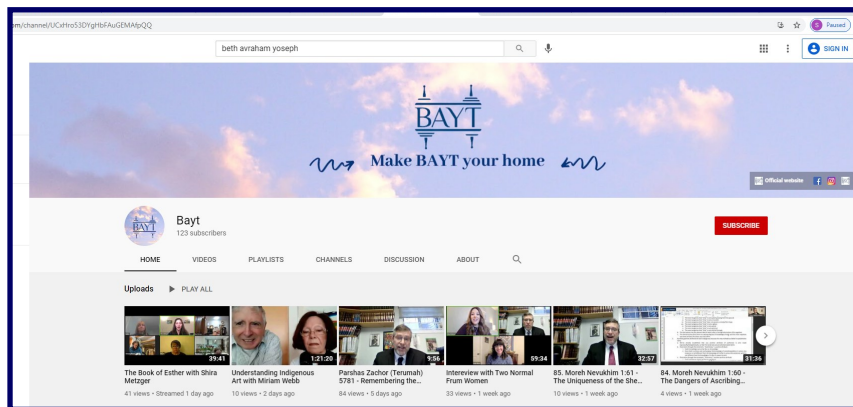 om/channel/UCxHro53DYgHbFAuGEMAfpQQ
S Paused
beth avraham yoseph
SIGN IN
BAYT
Make BAYT your home
Official website
BAYT
Bayt
123 subscribers
SUBSCRIBE
HOME VIDEOS PLAYLISTS CHANNELS DISCUSSION ABOUT
Uploads PLAY ALL
39:41 1:21:20 9:56 59:34 32:57 31:36
The Book of Esther with Shira
Metzger
41 views • Streamed 1 day ago
Understanding Indigenous
Art with Miriam Webb
10 views • 2 days ago
Parshas Zachor (Terumah)
5781 - Remembering the...
84 views • 5 days ago
Interview with Two Normal
Frum Women
33 views • 1 week ago
85. Moreh Nevukhim 1:61 -
The Uniqueness of the She...
10 views • 1 week ago
84. Moreh Nevukhim 1:60 -
The Dangers of Ascribing...
4 views • 1 week ago